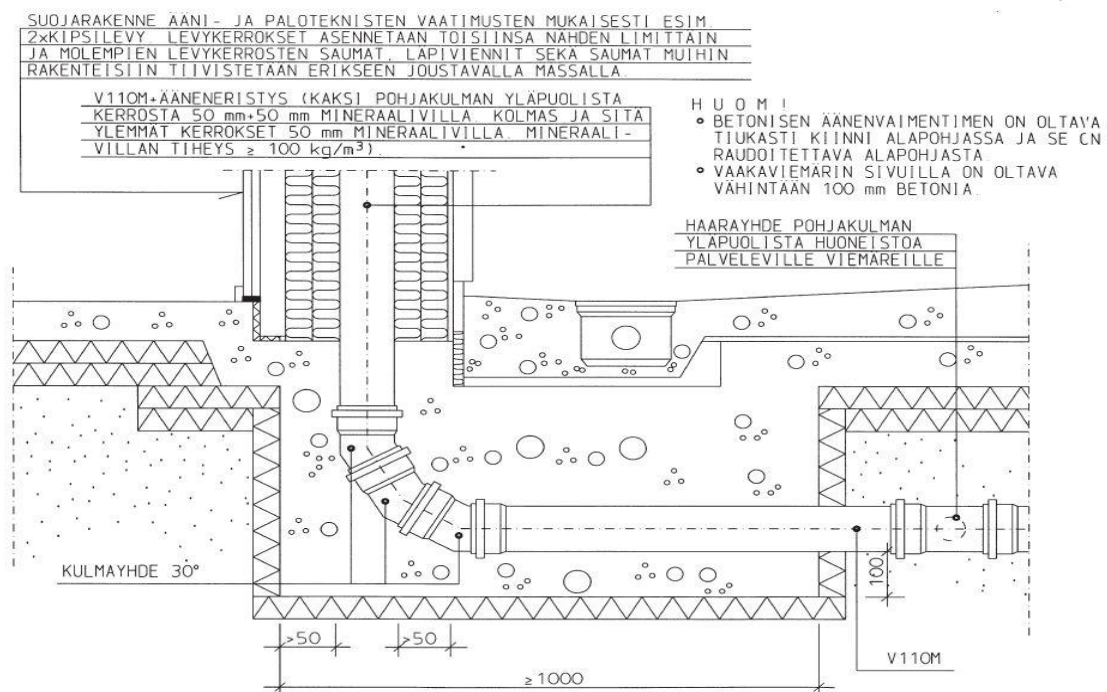 SUOJARAKENNE ÄÄNI- JA PALOTEKNISTEN VAATIMUSTEN MUKAISESTI ESIM.
2xKIPSILEVY. LEVYKERROKSET ASENNETAAN TOISIINSA NÄHDEN LIMITTÄIN
JA MOLEMPIEN LEVYKERROSTEN SAUMAT, LÄPIVIENNIT SEKÄ SAUMAT MUIHIN
RAKENTEISIIN TIIVISTETÄÄN ERIKSEEN JOUSTAVALLA MASSALLA.
V110M+ÄÄNENERISTYS (KAKSI POHJAKULMAN YLÄPUOLISTA
KERROSTA 50 mm+50 mm MINERAALIVILLA. KOLMAS JA SITÄ
YLEMMÄT KERROKSET 50 mm MINERAALIVILLA. MINERAALI-
VILLAN TIHEYS ≥ 100 kg/m³).
HUOM!
BETONISEN ÄÄNENVAIMENTIMEN ON OLTAVA
TIUKASTI KIINNI ALAPOHJASSA JA SE ON
RAUDOITETTAVA ALAPOHJASTA
VAAKAVIEMÄRIN SIVUILLA ON OLTAVA
VÄHINTÄÄN 100 mm BETONIA.
HAARAYHDE POHJAKULMAN
YLÄPUOLISTA HUONEISTOA
PALVELEVILLE VIEMÄREILLE
KULMAYHDE 30°
100
>50
>50
V110M
≥1000